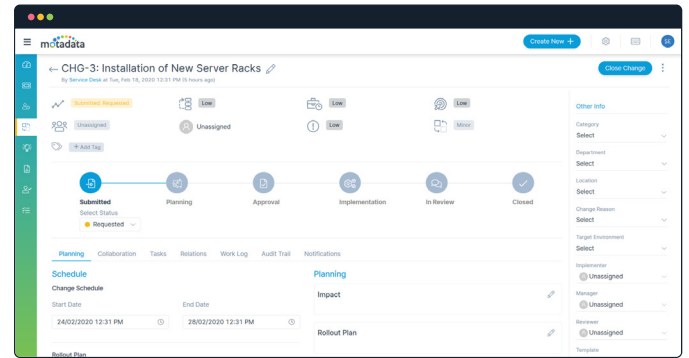 motadata
Create New +
SE
CHG-3: Installation of New Server Racks
By Service Desk at Tue, Feb 18, 2020 12:31 PM (5 hours ago)
Close Change
Submitted: Requested
Low
Low
Low
Unassigned
Unassigned
Low
Minor
+ Add Tag
Submitted
Planning
Approval
Implementation
In Review
Closed
Select Status
Requested
Planning Collaboration Tasks Relations Work Log Audit Trail Notifications
Schedule
Change Schedule
Start Date
End Date
24/02/2020 12:31 PM
28/02/2020 12:31 PM
Rollout Plan
Planning
Impact
Rollout Plan
Other Info
Category
Select
Department
Select
Location
Select
Change Reason
Select
Target Environment
Select
Implementer
Unassigned
Manager
Unassigned
Reviewer
Unassigned
Template